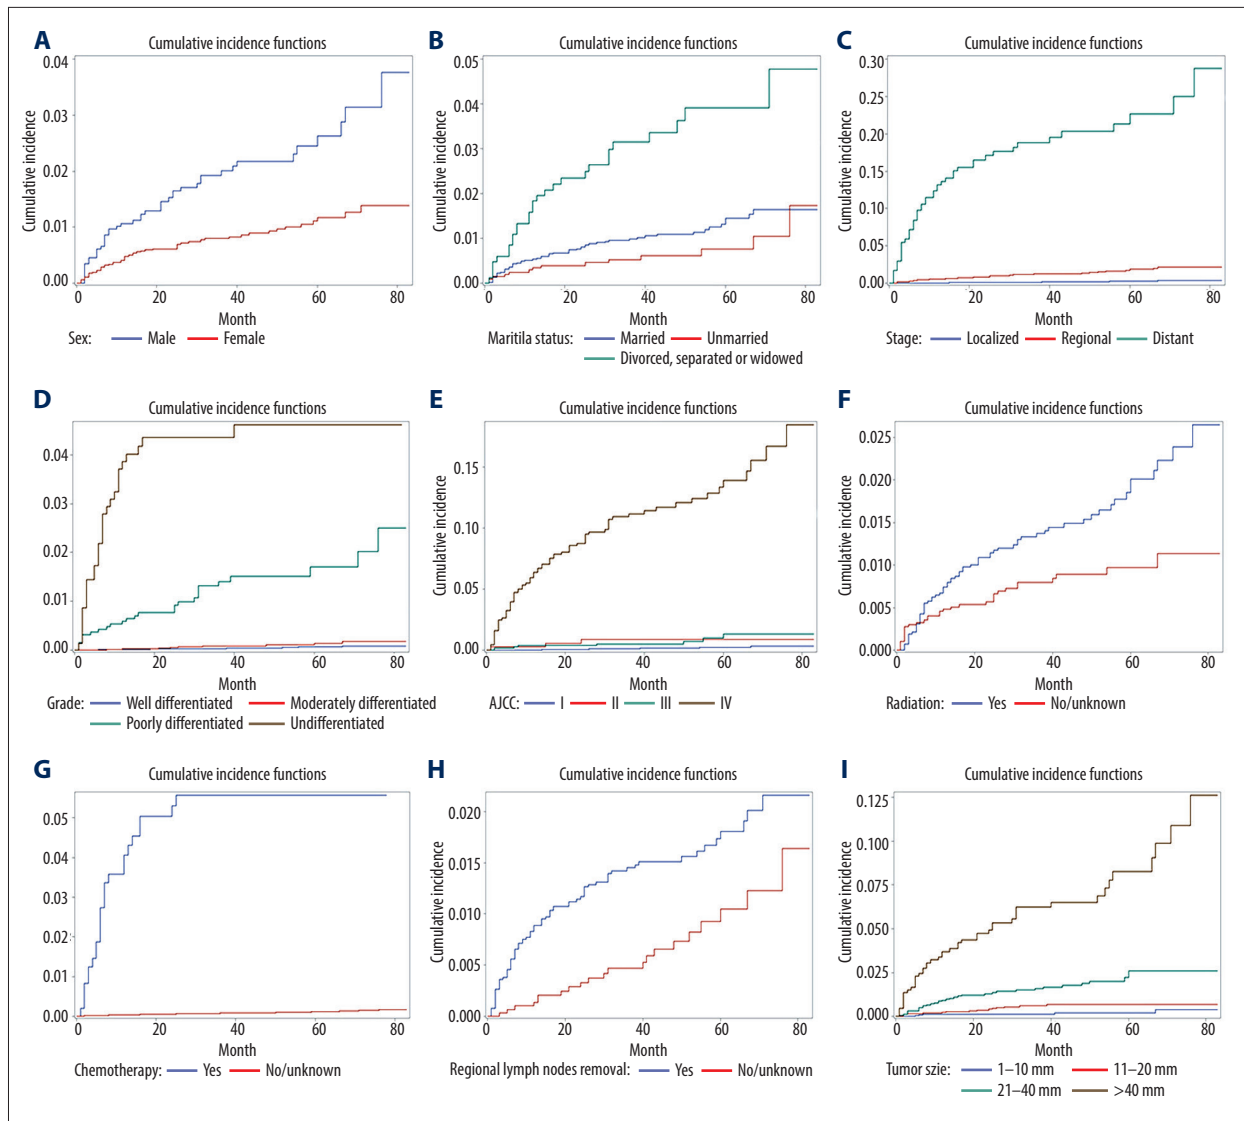 A
Cumulative incidence functions
Cumulative incidence
0.04
0.03
0.02
0.01
0.00
20 40 60 80
Month
Sex: Male Female
B
Cumulative incidence functions
Cumulative incidence
0.05
0.04
0.03
0.02
0.01
0.00
20 40 60 80
Month
Maritila status: Married Unmarried
Divorced, separated or widowed
C
Cumulative incidence functions
Cumulative incidence
0.30
0.20
0.15
0.10
0.05
0.00
20 40 60 80
Month
Stage: Localized Regional Distant
D
Cumulative incidence functions
Cumulative incidence
0.04
0.03
0.02
0.01
0.00
20 40 60 80
Month
Grade: Well differentiated Moderately differentiated
Poorly differentiated Undifferentiated
E
Cumulative incidence functions
Cumulative incidence
0.15
0.10
0.05
0.00
20 40 60 80
Month
AJCC: I II III IV
F
Cumulative incidence functions
Cumulative incidence
0.025
0.020
0.015
0.010
0.005
0.000
20 40 60 80
Month
Radiation: Yes No/unknown
G
Cumulative incidence functions
Cumulative incidence
0.05
0.04
0.03
0.02
0.01
0.00
20 40 60 80
Month
Chemotherapy: Yes No/unknown
H
Cumulative incidence functions
Cumulative incidence
0.020
0.015
0.010
0.005
0.000
20 40 60 80
Month
Regional lymph nodes removal: Yes No/unknown
I
Cumulative incidence functions
Cumulative incidence
0.125
0.100
0.075
0.050
0.025
0.000
20 40 60 80
Month
Tumor szie: 1–10 mm 11–20 mm
21–40 mm >40 mm